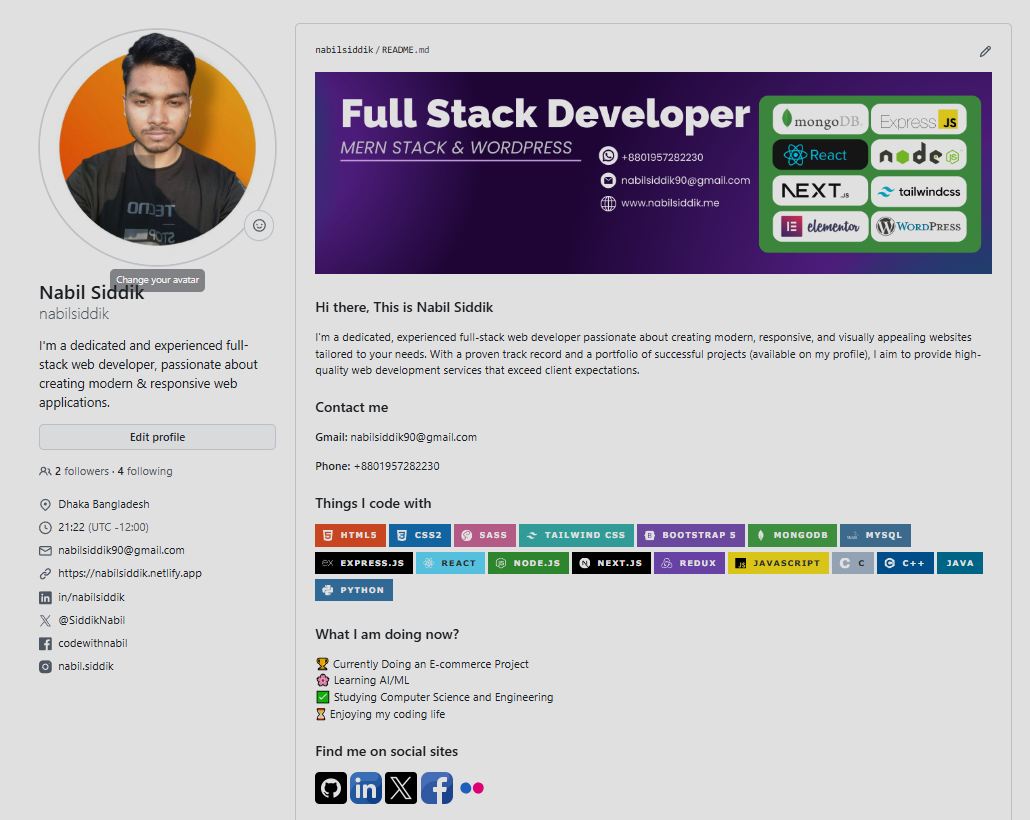 TECNO
STOP
Change your avatar
Nabil Siddik
nabilsiddik
I'm a dedicated and experienced full-
stack web developer, passionate about
creating modern & responsive web
applications.
Edit profile
2 followers · 4 following
Dhaka Bangladesh
21:22 (UTC -12:00)
nabilsiddik90@gmail.com
https://nabilsiddik.netlify.app
in/nabilsiddik
@SiddikNabil
codewithnabil
nabil.siddik
nabilsiddik / README.md
Full Stack Developer
MERN STACK & WORDPRESS
+8801957282230
nabilsiddik90@gmail.com
www.nabilsiddik.me
mongoDB.
Express JS
React
node JS
NEXT.JS
tailwindcss
elementor
WORDPRESS
Hi there, This is Nabil Siddik
I'm a dedicated, experienced full-stack web developer passionate about creating modern, responsive, and visually appealing websites
tailored to your needs. With a proven track record and a portfolio of successful projects (available on my profile), I aim to provide high-
quality web development services that exceed client expectations.
Contact me
Gmail: nabilsiddik90@gmail.com
Phone: +8801957282230
Things I code with
HTML5 CSS2 SASS TAILWIND CSS BOOTSTRAP 5 MONGODB MYSQL
EXPRESS.JS REACT NODE.JS NEXT.JS REDUX JAVASCRIPT C C++ JAVA
PYTHON
What I am doing now?
🏆 Currently Doing an E-commerce Project
🌸 Learning AI/ML
✅ Studying Computer Science and Engineering
⏳ Enjoying my coding life
Find me on social sites